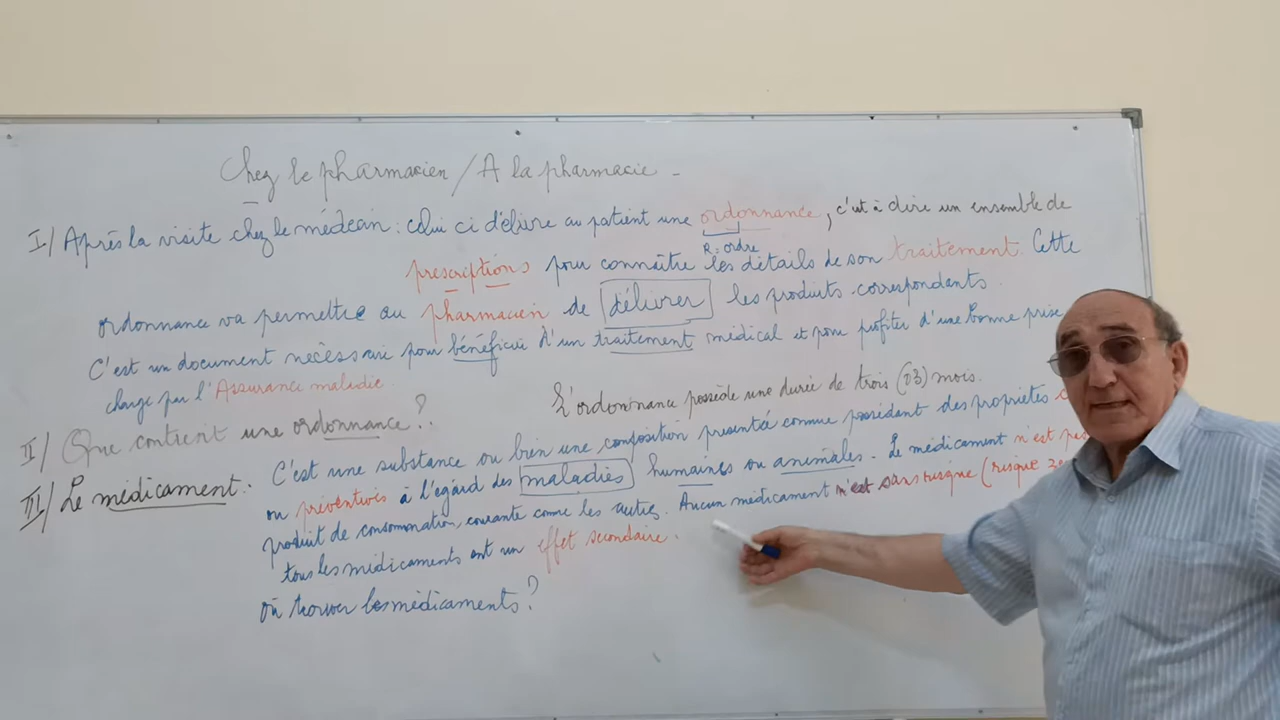 Chez le pharmacien / A la pharmacie -
I/ Après la visite chez le médecin : celui ci délivre au patient une ordonnance, c'est à dire un ensemble de
R: ordre
prescriptions pour connaître les détails de son traitement. Cette
ordonnance va permettre au pharmacien de délivrer les produits correspondants.
C'est un document nécessaire pour bénéficier d'un traitement médical et pour profiter d'une bonne prise
charge par l'Assurance maladie.
L'ordonnance possède une durée de trois (03) mois.
II/ Que contient une ordonnance ?
III/ Le médicament : C'est une substance ou bien une composition présentée comme possédant des propriétés
ou préventives à l'égard des maladies humaines ou animales. Le médicament n'est pas
produit de consommation, courante comme les autres. Aucun médicament n'est sans risque (risque
tous les médicaments ont un effet secondaire.
où trouver les médicaments ?